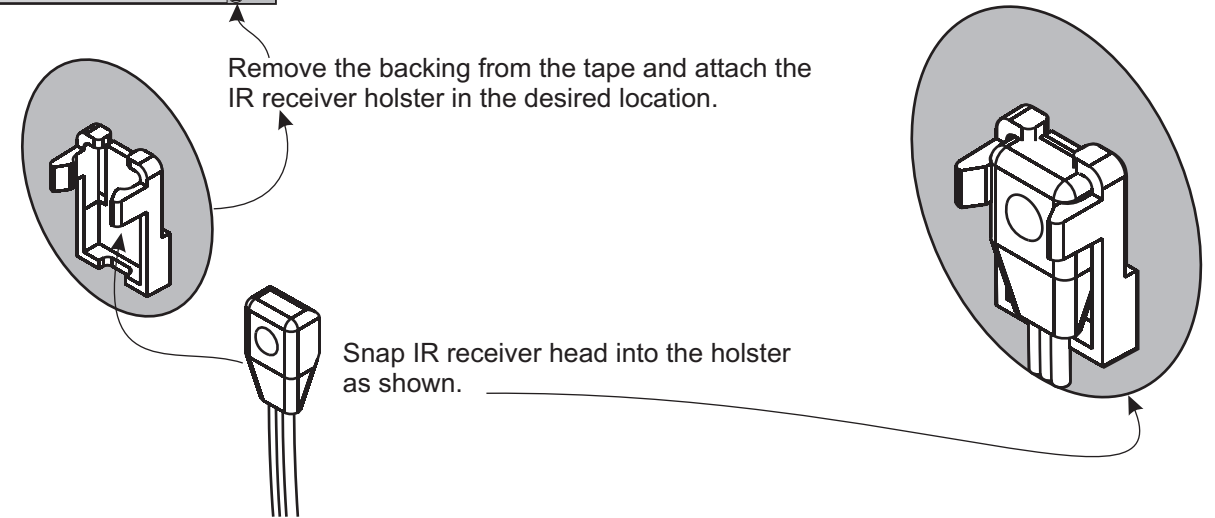 Remove the backing from the tape and attach the
IR receiver holster in the desired location.
Snap IR receiver head into the holster
as shown.